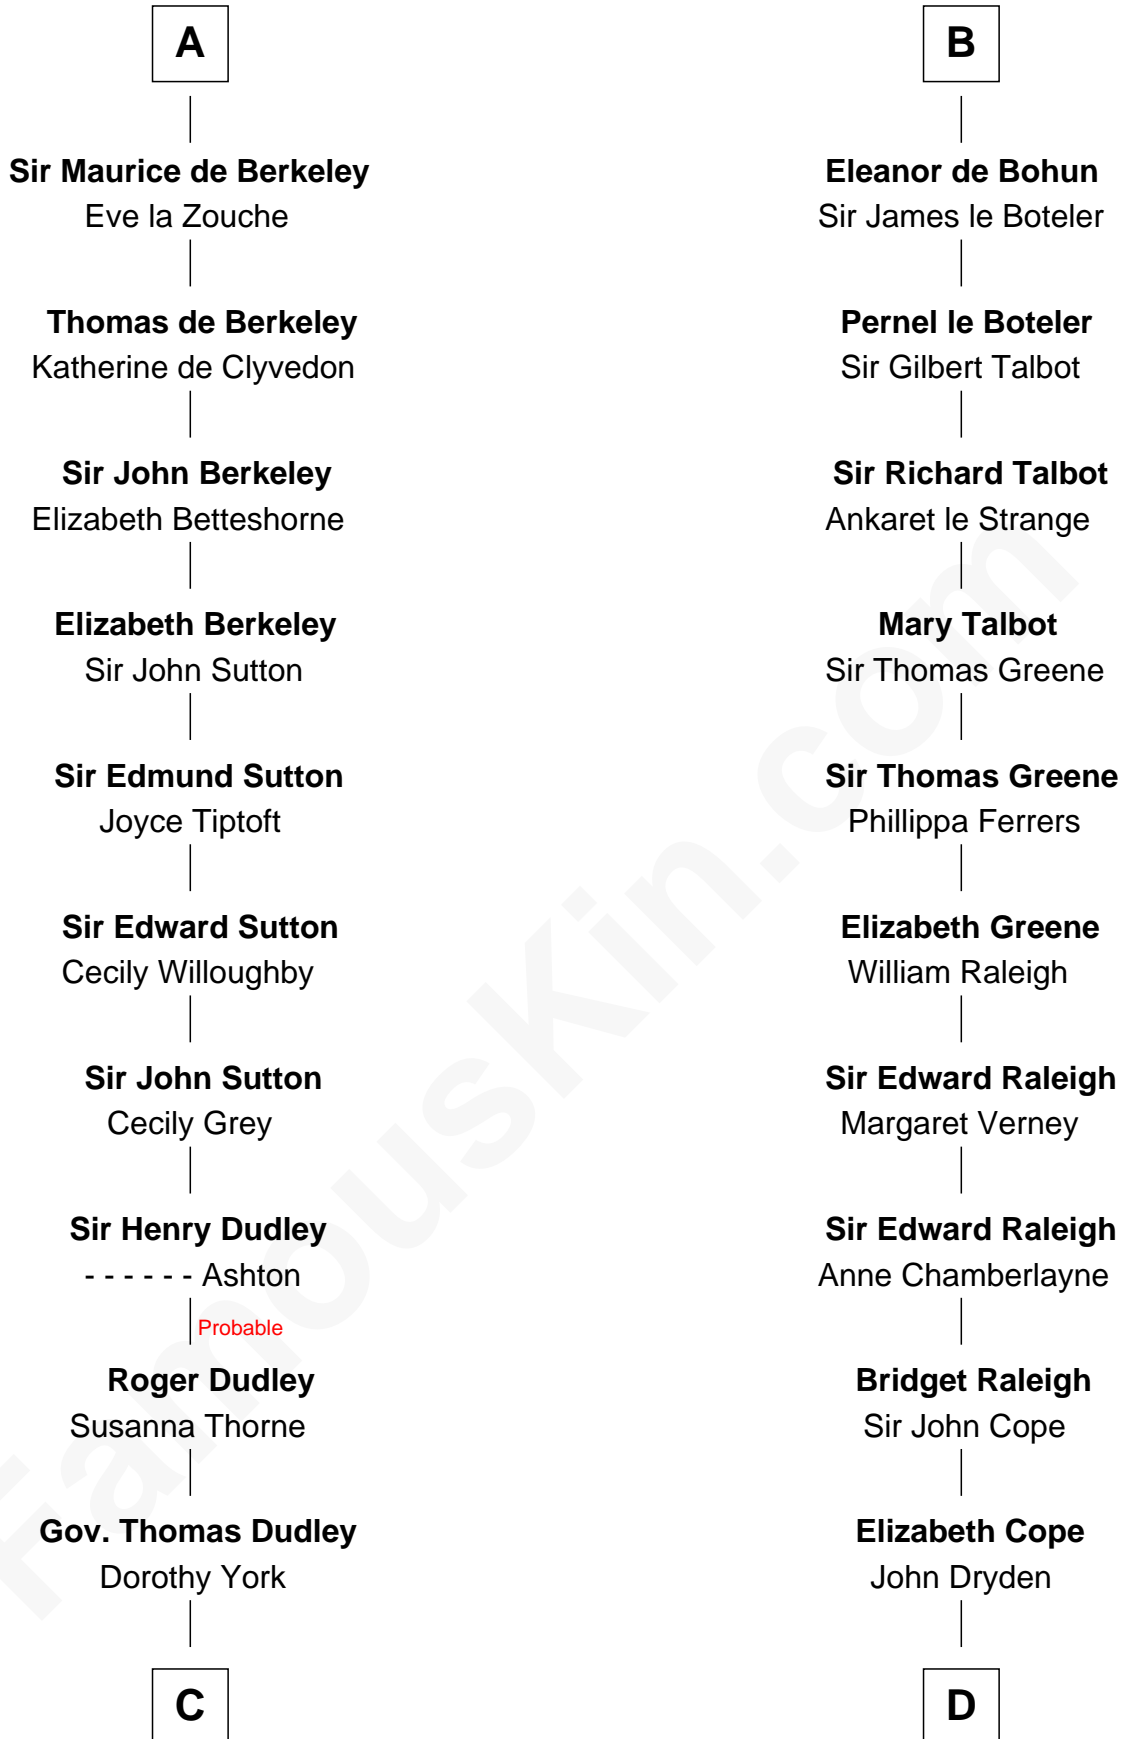 A
Sir Maurice de Berkeley
Eve la Zouche
Thomas de Berkeley
Katherine de Clyvedon
Sir John Berkeley
Elizabeth Betteshorne
Elizabeth Berkeley
Sir John Sutton
Sir Edmund Sutton
Joyce Tiptoft
Sir Edward Sutton
Cecily Willoughby
Sir John Sutton
Cecily Grey
Sir Henry Dudley
- - - - - - Ashton
Probable
Roger Dudley
Susanna Thorne
Gov. Thomas Dudley
Dorothy York
C
B
Eleanor de Bohun
Sir James le Boteler
Pernel le Boteler
Sir Gilbert Talbot
Sir Richard Talbot
Ankaret le Strange
Mary Talbot
Sir Thomas Greene
Sir Thomas Greene
Phillippa Ferrers
Elizabeth Greene
William Raleigh
Sir Edward Raleigh
Margaret Verney
Sir Edward Raleigh
Anne Chamberlayne
Bridget Raleigh
Sir John Cope
Elizabeth Cope
John Dryden
D
FamousKin.com